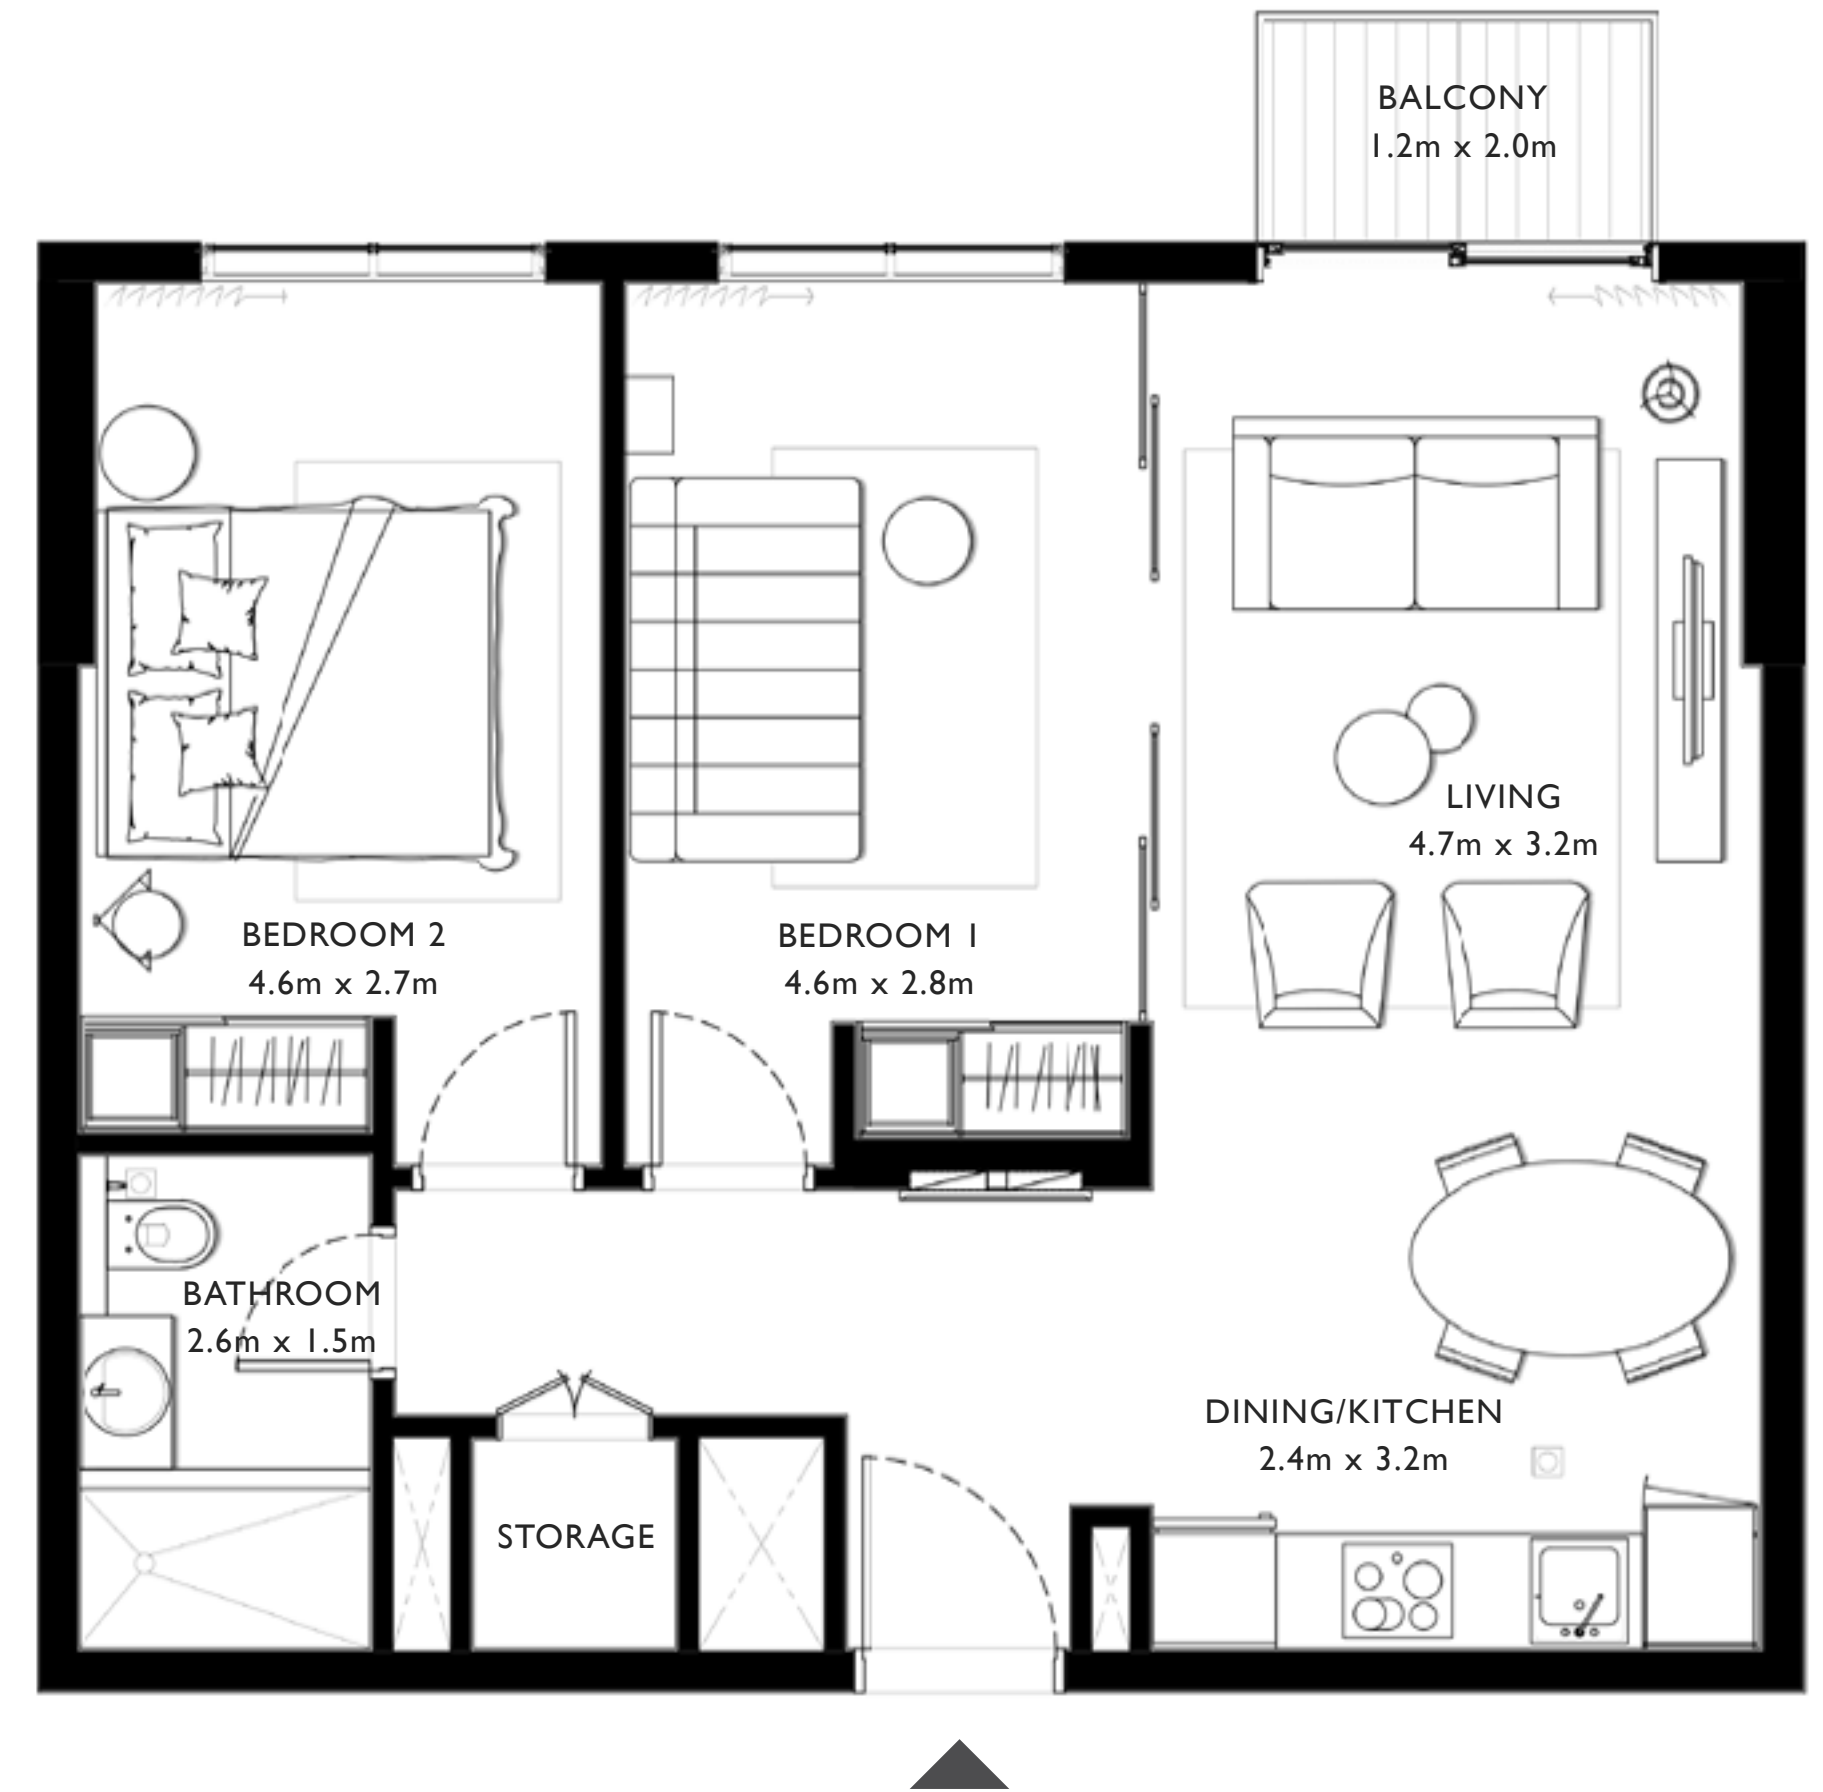 BALCONY
1.2m x 2.0m
LIVING
4.7m x 3.2m
BEDROOM 2
4.6m x 2.7m
BEDROOM 1
4.6m x 2.8m
BATHROOM
2.6m x 1.5m
DINING/KITCHEN
2.4m x 3.2m
STORAGE